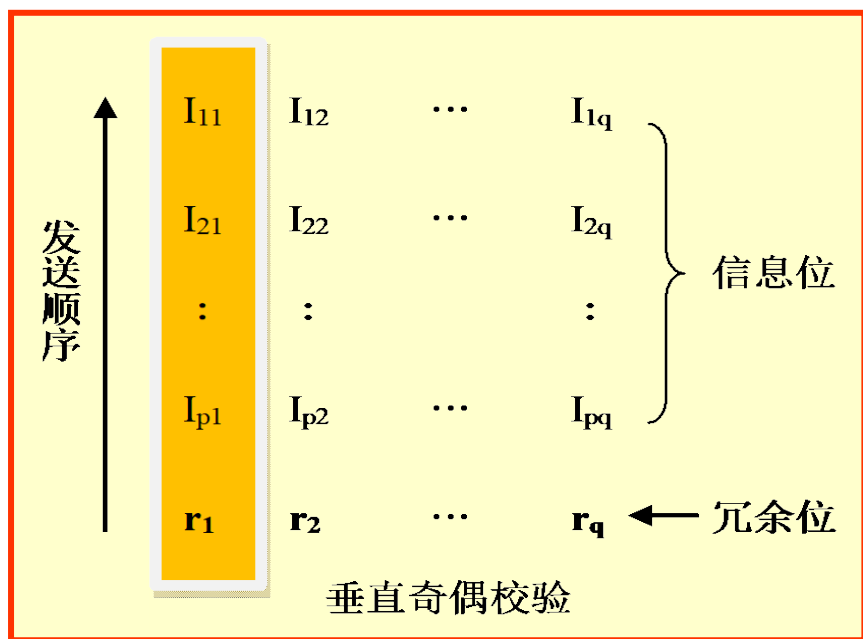 I₁₁ I₁₂ ··· I₁q
I₂₁ I₂₂ ··· I₂q
发送顺序
: : :
信息位
Iₚ₁ Iₚ₂ ··· Iₚq
r₁ r₂ ··· rq
冗余位
垂直奇偶校验